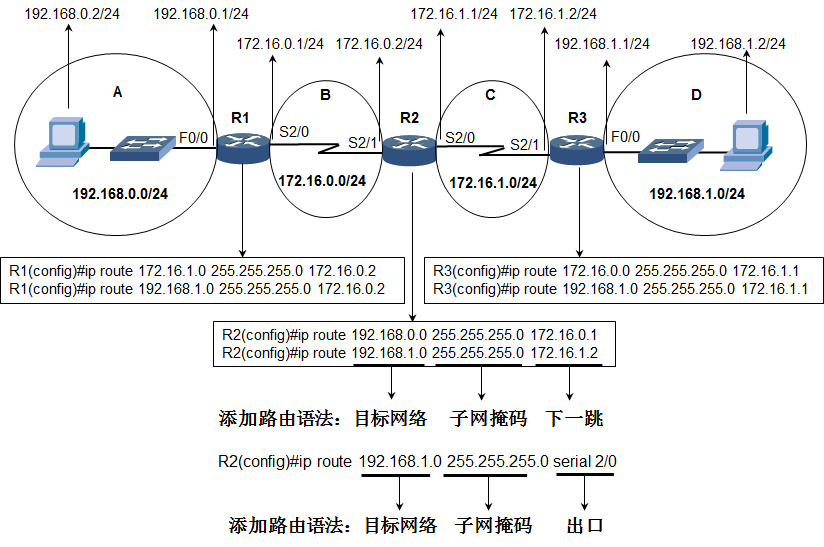 192.168.0.2/24
192.168.0.1/24
172.16.1.1/24
172.16.1.2/24
172.16.0.1/24
172.16.0.2/24
192.168.1.1/24
192.168.1.2/24
A
B
C
D
R1
R2
R3
F0/0
S2/0
S2/1
S2/0
S2/1
F0/0
192.168.0.0/24
172.16.0.0/24
172.16.1.0/24
192.168.1.0/24
R1(config)#ip route 172.16.1.0 255.255.255.0 172.16.0.2
R1(config)#ip route 192.168.1.0 255.255.255.0 172.16.0.2
R3(config)#ip route 172.16.0.0 255.255.255.0 172.16.1.1
R3(config)#ip route 192.168.1.0 255.255.255.0 172.16.1.1
R2(config)#ip route 192.168.0.0 255.255.255.0 172.16.0.1
R2(config)#ip route 192.168.1.0 255.255.255.0 172.16.1.2
添加路由语法：目标网络 子网掩码 下一跳
R2(config)#ip route 192.168.1.0 255.255.255.0 serial 2/0
添加路由语法：目标网络 子网掩码 出口